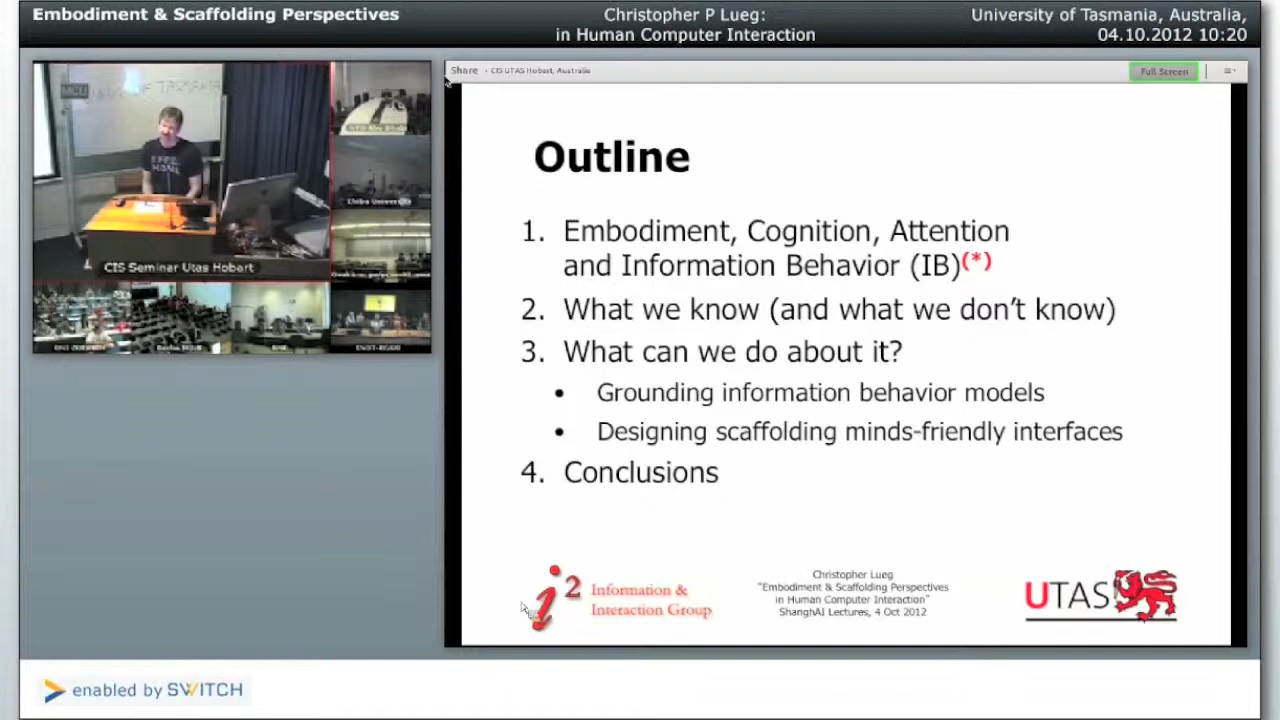 Embodiment & Scaffolding Perspectives
Christopher P Lueg:
in Human Computer Interaction
University of Tasmania, Australia,
04.10.2012 10:20
Share - CIS UTAS Hobart, Australia
Full Screen
MCU
CIS Seminar Utas Hobart
Outline
1. Embodiment, Cognition, Attention
and Information Behavior (IB)(*)
2. What we know (and what we don't know)
3. What can we do about it?
• Grounding information behavior models
• Designing scaffolding minds-friendly interfaces
4. Conclusions
i2 Information &
Interaction Group
Christopher Lueg
"Embodiment & Scaffolding Perspectives
in Human Computer Interaction"
ShanghAI Lectures, 4 Oct 2012
UTAS
enabled by SWITCH